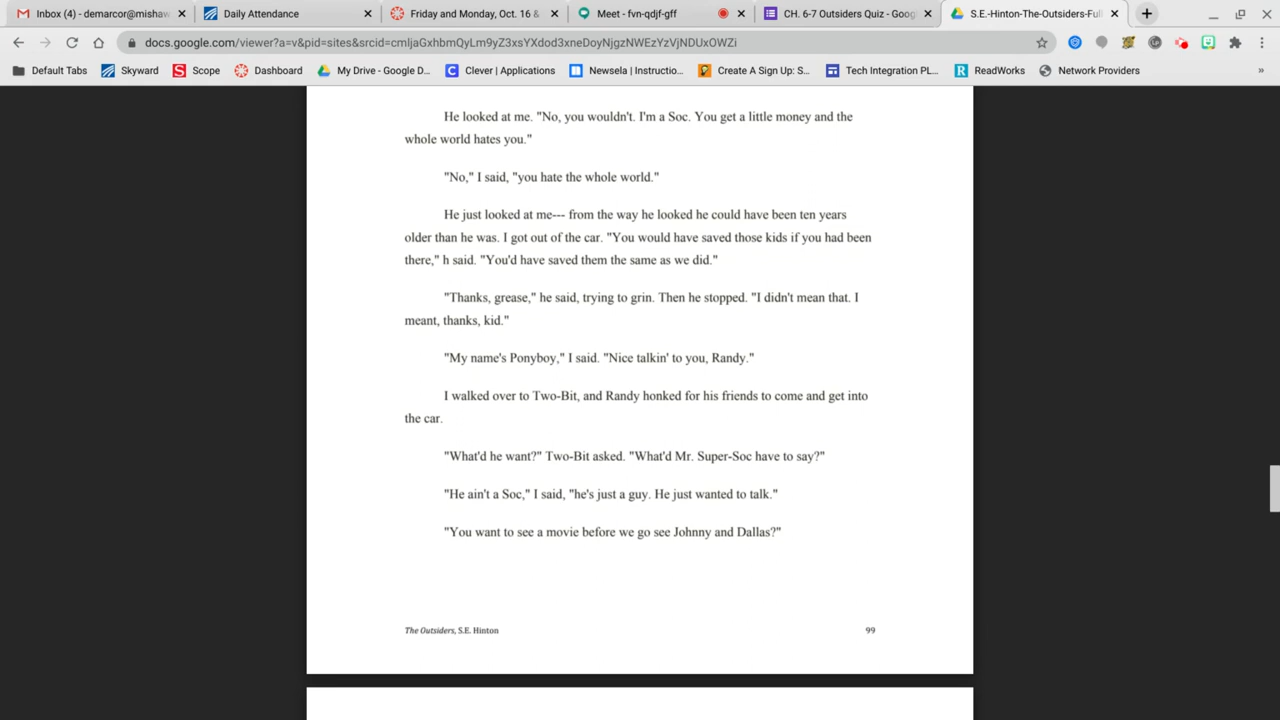 Inbox (4) - demarcor@mishaw
Daily Attendance
Friday and Monday, Oct. 16 &
Meet - fvn-qdjf-gff
CH. 6-7 Outsiders Quiz - Goog
S.E.-Hinton-The-Outsiders-Full
docs.google.com/viewer?a=v&pid=sites&srcid=cmljaGxhbmQyLm9yZ3xsYXdod3xneDoyNjgzNWEzYzVjNDUxOWZi
Default Tabs
Skyward
Scope
Dashboard
My Drive - Google D...
Clever | Applications
Newsela | Instructio...
Create A Sign Up: S...
Tech Integration PL...
ReadWorks
Network Providers
»
He looked at me. "No, you wouldn't. I'm a Soc. You get a little money and the
whole world hates you."
"No," I said, "you hate the whole world."
He just looked at me--- from the way he looked he could have been ten years
older than he was. I got out of the car. "You would have saved those kids if you had been
there," h said. "You'd have saved them the same as we did."
"Thanks, grease," he said, trying to grin. Then he stopped. "I didn't mean that. I
meant, thanks, kid."
"My name's Ponyboy," I said. "Nice talkin' to you, Randy."
I walked over to Two-Bit, and Randy honked for his friends to come and get into
the car.
"What'd he want?" Two-Bit asked. "What'd Mr. Super-Soc have to say?"
"He ain't a Soc," I said, "he's just a guy. He just wanted to talk."
"You want to see a movie before we go see Johnny and Dallas?"
The Outsiders, S.E. Hinton
99